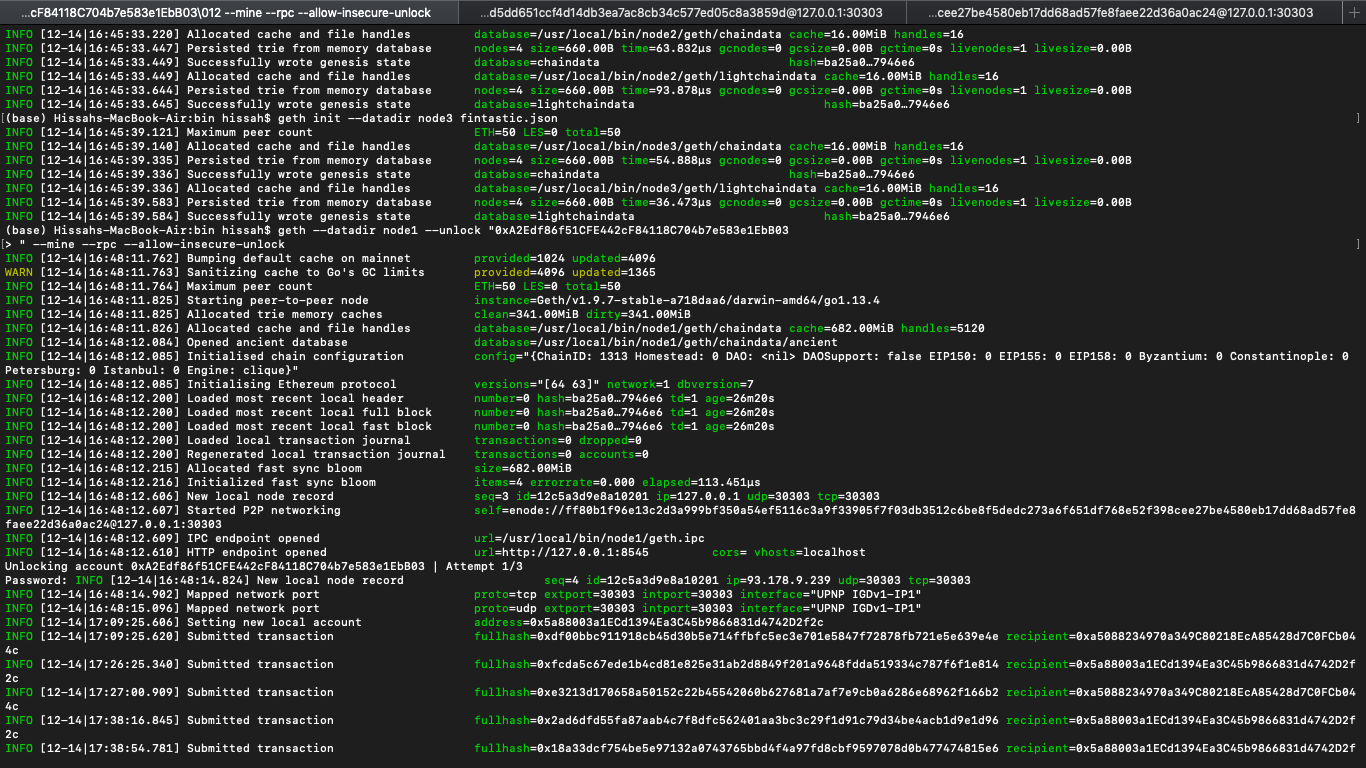 ...cF84118C704b7e583e1EbB03\012 --mine --rpc --allow-insecure-unlock ...d5dd651ccf4d14db3ea7ac8cb34c577ed05c8a3859d@127.0.0.1:30303 ...cee27be4580eb17dd68ad57fe8faee22d36a0ac24@127.0.0.1:30303 +
INFO [12-14|16:45:33.220] Allocated cache and file handles database=/usr/local/bin/node2/geth/chaindata cache=16.00MiB handles=16
INFO [12-14|16:45:33.447] Persisted trie from memory database nodes=4 size=660.00B time=63.832µs gcnodes=0 gcsize=0.00B gctime=0s livenodes=1 livesize=0.00B
INFO [12-14|16:45:33.449] Successfully wrote genesis state database=chaindata hash=ba25a0…7946e6
INFO [12-14|16:45:33.449] Allocated cache and file handles database=/usr/local/bin/node2/geth/lightchaindata cache=16.00MiB handles=16
INFO [12-14|16:45:33.644] Persisted trie from memory database nodes=4 size=660.00B time=93.878µs gcnodes=0 gcsize=0.00B gctime=0s livenodes=1 livesize=0.00B
INFO [12-14|16:45:33.645] Successfully wrote genesis state database=lightchaindata hash=ba25a0…7946e6
[(base) Hissahs-MacBook-Air:bin hissah$ geth init --datadir node3 fintastic.json ]
INFO [12-14|16:45:39.121] Maximum peer count ETH=50 LES=0 total=50
INFO [12-14|16:45:39.140] Allocated cache and file handles database=/usr/local/bin/node3/geth/chaindata cache=16.00MiB handles=16
INFO [12-14|16:45:39.335] Persisted trie from memory database nodes=4 size=660.00B time=54.888µs gcnodes=0 gcsize=0.00B gctime=0s livenodes=1 livesize=0.00B
INFO [12-14|16:45:39.336] Successfully wrote genesis state database=chaindata hash=ba25a0…7946e6
INFO [12-14|16:45:39.336] Allocated cache and file handles database=/usr/local/bin/node3/geth/lightchaindata cache=16.00MiB handles=16
INFO [12-14|16:45:39.583] Persisted trie from memory database nodes=4 size=660.00B time=36.473µs gcnodes=0 gcsize=0.00B gctime=0s livenodes=1 livesize=0.00B
INFO [12-14|16:45:39.584] Successfully wrote genesis state database=lightchaindata hash=ba25a0…7946e6
(base) Hissahs-MacBook-Air:bin hissah$ geth --datadir node1 --unlock "0xA2Edf86f51CFE442cF84118C704b7e583e1EbB03
[> " --mine --rpc --allow-insecure-unlock ]
INFO [12-14|16:48:11.762] Bumping default cache on mainnet provided=1024 updated=4096
WARN [12-14|16:48:11.763] Sanitizing cache to Go's GC limits provided=4096 updated=1365
INFO [12-14|16:48:11.764] Maximum peer count ETH=50 LES=0 total=50
INFO [12-14|16:48:11.825] Starting peer-to-peer node instance=Geth/v1.9.7-stable-a718daa6/darwin-amd64/go1.13.4
INFO [12-14|16:48:11.825] Allocated trie memory caches clean=341.00MiB dirty=341.00MiB
INFO [12-14|16:48:11.826] Allocated cache and file handles database=/usr/local/bin/node1/geth/chaindata cache=682.00MiB handles=5120
INFO [12-14|16:48:12.084] Opened ancient database database=/usr/local/bin/node1/geth/chaindata/ancient
INFO [12-14|16:48:12.085] Initialised chain configuration config="{ChainID: 1313 Homestead: 0 DAO: <nil> DAOSupport: false EIP150: 0 EIP155: 0 EIP158: 0 Byzantium: 0 Constantinople: 0
Petersburg: 0 Istanbul: 0 Engine: clique}"
INFO [12-14|16:48:12.085] Initialising Ethereum protocol versions="[64 63]" network=1 dbversion=7
INFO [12-14|16:48:12.200] Loaded most recent local header number=0 hash=ba25a0…7946e6 td=1 age=26m20s
INFO [12-14|16:48:12.200] Loaded most recent local full block number=0 hash=ba25a0…7946e6 td=1 age=26m20s
INFO [12-14|16:48:12.200] Loaded most recent local fast block number=0 hash=ba25a0…7946e6 td=1 age=26m20s
INFO [12-14|16:48:12.200] Loaded local transaction journal transactions=0 dropped=0
INFO [12-14|16:48:12.200] Regenerated local transaction journal transactions=0 accounts=0
INFO [12-14|16:48:12.215] Allocated fast sync bloom size=682.00MiB
INFO [12-14|16:48:12.216] Initialized fast sync bloom items=4 errorrate=0.000 elapsed=113.451µs
INFO [12-14|16:48:12.606] New local node record seq=3 id=12c5a3d9e8a10201 ip=127.0.0.1 udp=30303 tcp=30303
INFO [12-14|16:48:12.607] Started P2P networking self=enode://ff80b1f96e13c2d3a999bf350a54ef5116c3a9f33905f7f03db3512c6be8f5dedc273a6f651df768e52f398cee27be4580eb17dd68ad57fe8
faee22d36a0ac24@127.0.0.1:30303
INFO [12-14|16:48:12.609] IPC endpoint opened url=/usr/local/bin/node1/geth.ipc
INFO [12-14|16:48:12.610] HTTP endpoint opened url=http://127.0.0.1:8545 cors= vhosts=localhost
Unlocking account 0xA2Edf86f51CFE442cF84118C704b7e583e1EbB03 | Attempt 1/3
Password: INFO [12-14|16:48:14.824] New local node record seq=4 id=12c5a3d9e8a10201 ip=93.178.9.239 udp=30303 tcp=30303
INFO [12-14|16:48:14.902] Mapped network port proto=tcp extport=30303 intport=30303 interface="UPNP IGDv1-IP1"
INFO [12-14|16:48:15.096] Mapped network port proto=udp extport=30303 intport=30303 interface="UPNP IGDv1-IP1"
INFO [12-14|17:09:25.606] Setting new local account address=0x5a88003a1ECd1394Ea3C45b9866831d4742D2f2c
INFO [12-14|17:09:25.620] Submitted transaction fullhash=0xdf00bbc911918cb45d30b5e714ffbfc5ec3e701e5847f72878fb721e5e639e4e recipient=0xa5088234970a349C80218EcA85428d7C0FCb04
4c
INFO [12-14|17:26:25.340] Submitted transaction fullhash=0xfcda5c67ede1b4cd81e825e31ab2d8849f201a9648fdda519334c787f6f1e814 recipient=0x5a88003a1ECd1394Ea3C45b9866831d4742D2f
2c
INFO [12-14|17:27:00.909] Submitted transaction fullhash=0xe3213d170658a50152c22b45542060b627681a7af7e9cb0a6286e68962f166b2 recipient=0xa5088234970a349C80218EcA85428d7C0FCb04
4c
INFO [12-14|17:38:16.845] Submitted transaction fullhash=0x2ad6dfd55fa87aab4c7f8dfc562401aa3bc3c29f1d91c79d34be4acb1d9e1d96 recipient=0x5a88003a1ECd1394Ea3C45b9866831d4742D2f
2c
INFO [12-14|17:38:54.781] Submitted transaction fullhash=0x18a33dcf754be5e97132a0743765bbd4f4a97fd8cbf9597078d0b477474815e6 recipient=0x5a88003a1ECd1394Ea3C45b9866831d4742D2f